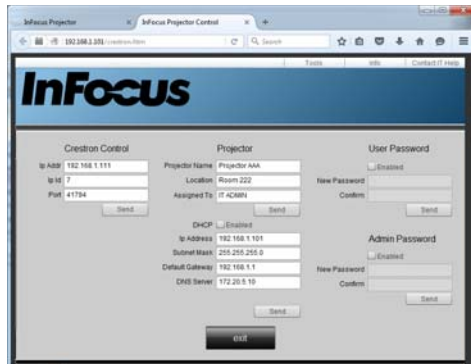 InFocus Projector
InFocus Projector Control
192.168.1.101/crestron.htm
Search
Tools
Info
Contact IT Help
InFocus
Crestron Control
Ip Addr 192.168.1.111
Ip Id 7
Port 41794
Send
Projector
Projector Name Projector AAA
Location Room 222
Assigned To IT ADMIN
Send
DHCP Enabled
Ip Address 192.168.1.101
Subnet Mask 255.255.255.0
Default Gateway 192.168.1.1
DNS Server 172.20.5.10
Send
User Password
Enabled
New Password
Confirm
Send
Admin Password
Enabled
New Password
Confirm
Send
exit